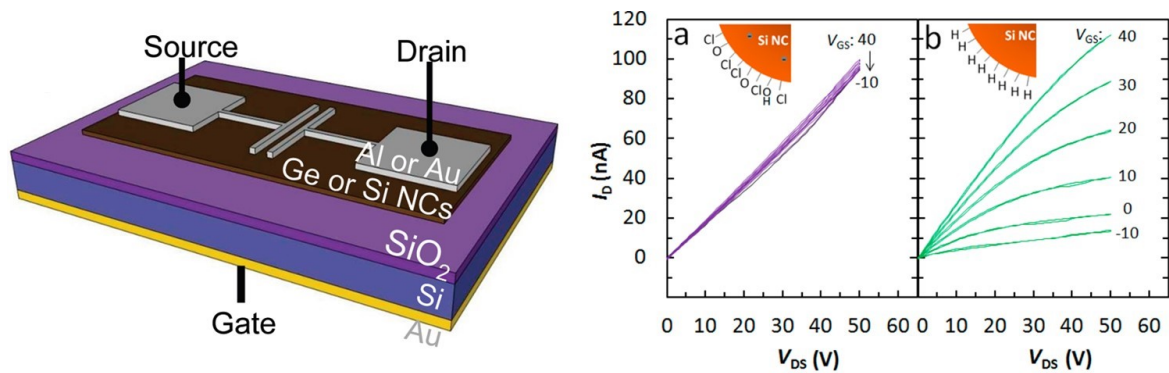 Source
Drain
Al or Au
Ge or Si NCs
SiO2
Si
Gate
Au
120
100
80
60
40
20
0
ID (nA)
a
Cl
O
Cl
Cl
O
Cl
O
H
Cl
Si NC
VGS: 40
-10
0 10 20 30 40 50 60
VDS (V)
b
H
H
H
H
H
H
H
H
Si NC
VGS:
40
30
20
10
0
-10
0 10 20 30 40 50 60
VDS (V)